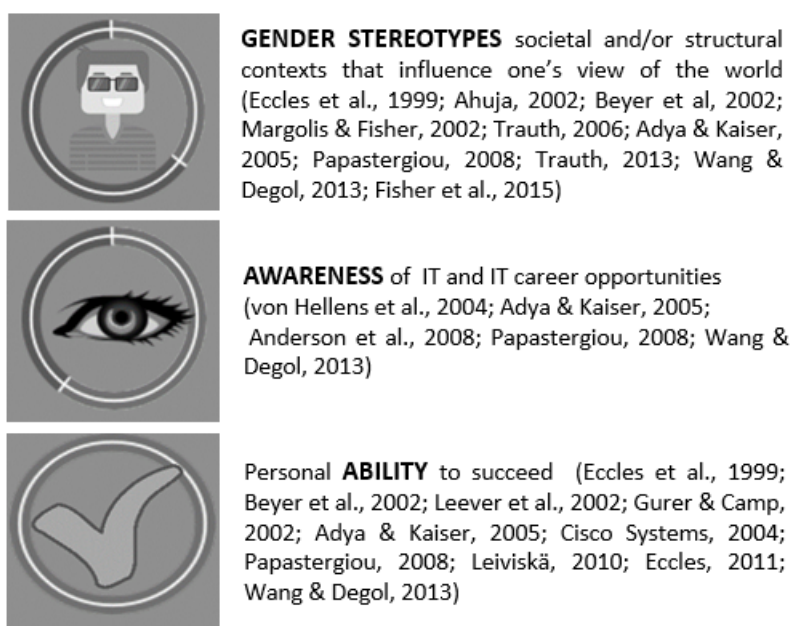 GENDER STEREOTYPES societal and/or structural
contexts that influence one's view of the world
(Eccles et al., 1999; Ahuja, 2002; Beyer et al, 2002;
Margolis & Fisher, 2002; Trauth, 2006; Adya & Kaiser,
2005; Papastergiou, 2008; Trauth, 2013; Wang &
Degol, 2013; Fisher et al., 2015)
AWARENESS of IT and IT career opportunities
(von Hellens et al., 2004; Adya & Kaiser, 2005;
Anderson et al., 2008; Papastergiou, 2008; Wang &
Degol, 2013)
Personal ABILITY to succeed (Eccles et al., 1999;
Beyer et al., 2002; Leever et al., 2002; Gurer & Camp,
2002; Adya & Kaiser, 2005; Cisco Systems, 2004;
Papastergiou, 2008; Leiviskä, 2010; Eccles, 2011;
Wang & Degol, 2013)